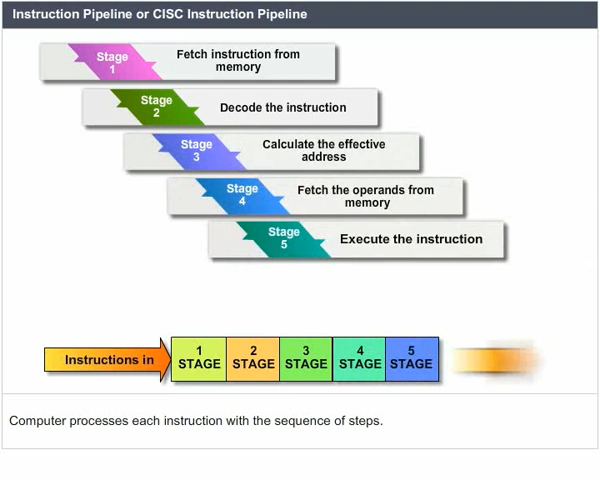 Instruction Pipeline or CISC Instruction Pipeline
Stage
1
Fetch instruction from
memory
Stage
2
Decode the instruction
Stage
3
Calculate the effective
address
Stage
4
Fetch the operands from
memory
Stage
5
Execute the instruction
Instructions in
1
STAGE
2
STAGE
3
STAGE
4
STAGE
5
STAGE
Computer processes each instruction with the sequence of steps.